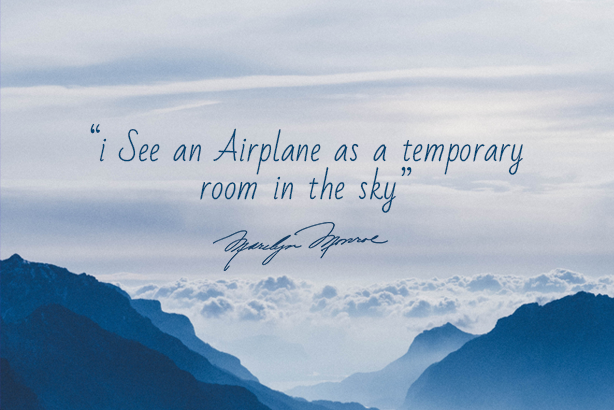 “i See an Airplane as a temporary
room in the sky”
Marilyn Monroe